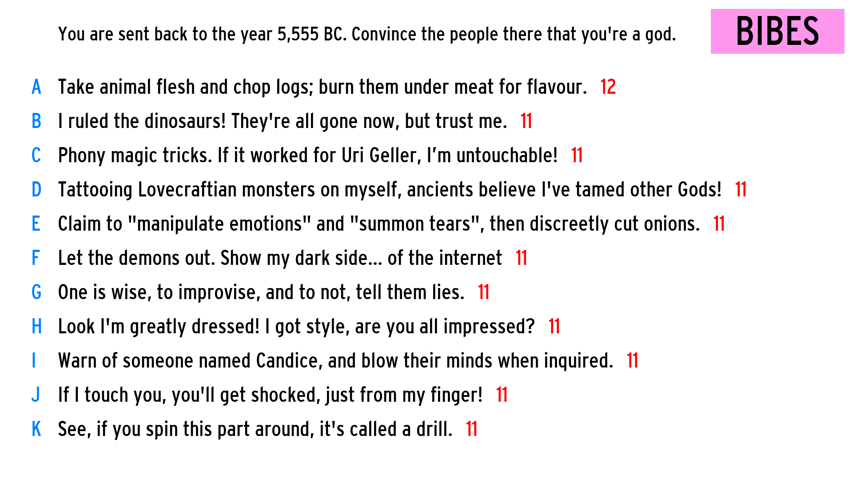 You are sent back to the year 5,555 BC. Convince the people there that you're a god.
BIBES
A Take animal flesh and chop logs; burn them under meat for flavour. 12
B I ruled the dinosaurs! They're all gone now, but trust me. 11
C Phony magic tricks. If it worked for Uri Geller, I’m untouchable! 11
D Tattooing Lovecraftian monsters on myself, ancients believe I've tamed other Gods! 11
E Claim to "manipulate emotions" and "summon tears", then discreetly cut onions. 11
F Let the demons out. Show my dark side... of the internet 11
G One is wise, to improvise, and to not, tell them lies. 11
H Look I'm greatly dressed! I got style, are you all impressed? 11
I Warn of someone named Candice, and blow their minds when inquired. 11
J If I touch you, you'll get shocked, just from my finger! 11
K See, if you spin this part around, it's called a drill. 11